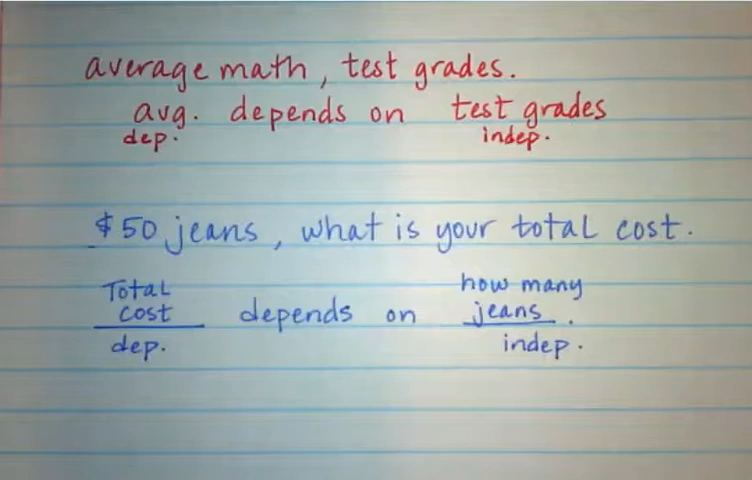 average math, test grades.
avg. depends on test grades
dep. indep.
$50 jeans, what is your total cost.
Total how many
cost depends on jeans.
dep. indep.